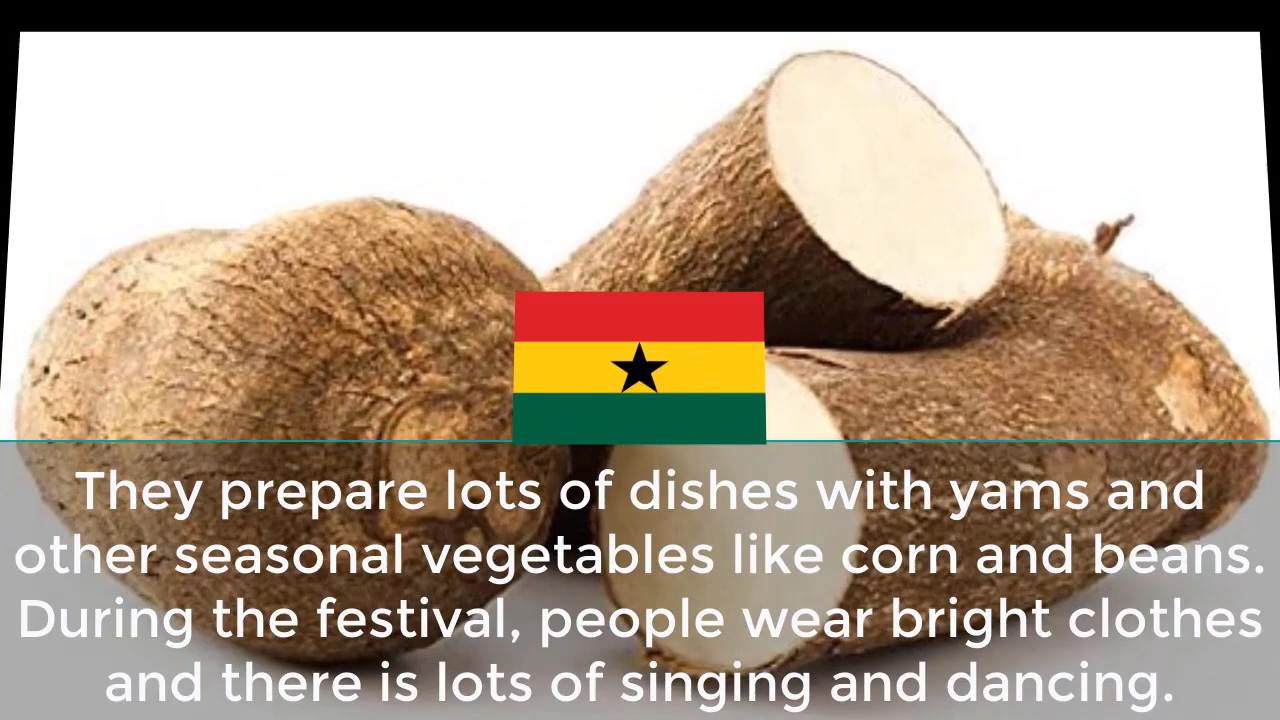 They prepare lots of dishes with yams and
other seasonal vegetables like corn and beans.
During the festival, people wear bright clothes
and there is lots of singing and dancing.